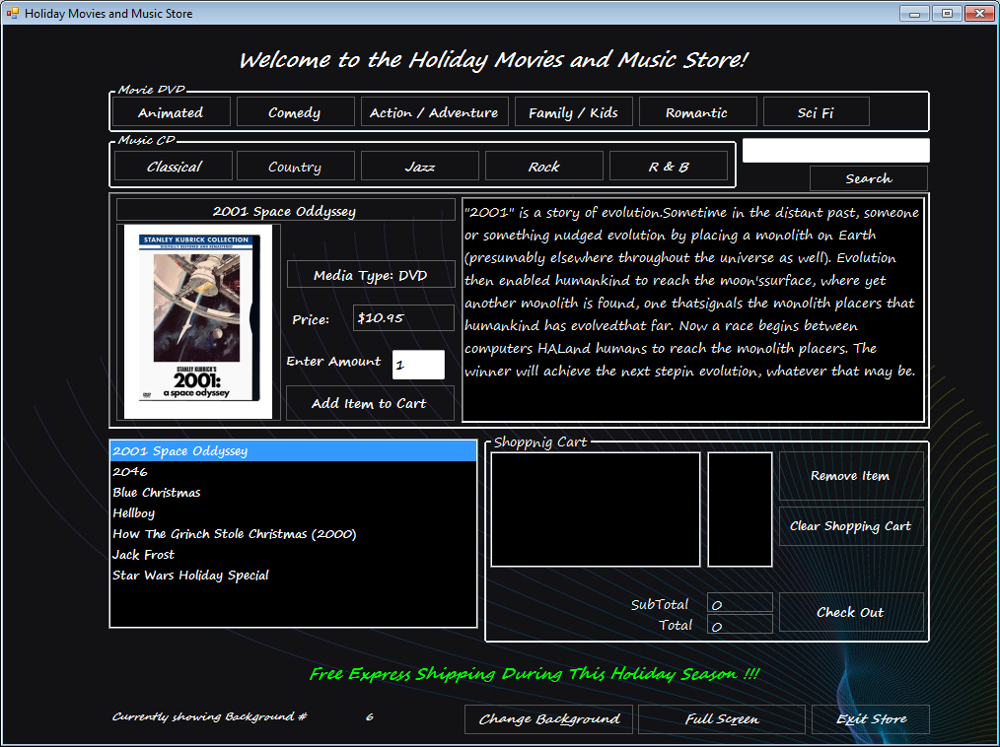 Holiday Movies and Music Store
Welcome to the Holiday Movies and Music Store!
Movie DVD
Animated
Comedy
Action / Adventure
Family / Kids
Romantic
Sci Fi
Music CD
Classical
Country
Jazz
Rock
R & B
Search
2001 Space Oddyssey
STANLEY KUBRICK COLLECTION
DIGITALLY RESTORED AND REMASTERED
STANLEY KUBRICK'S
2001:
a space odyssey
DVD
Media Type: DVD
Price:
$10.95
Enter Amount
1
Add Item to Cart
"2001" is a story of evolution.Sometime in the distant past, someone
or something nudged evolution by placing a monolith on Earth
(presumably elsewhere throughout the universe as well). Evolution
then enabled humankind to reach the moon'ssurface, where yet
another monolith is found, one thatsignals the monolith placers that
humankind has evolvedthat far. Now a race begins between
computers HALand humans to reach the monolith placers. The
winner will achieve the next stepin evolution, whatever that may be.
2001 Space Oddyssey
2046
Blue Christmas
Hellboy
How The Grinch Stole Christmas (2000)
Jack Frost
Star Wars Holiday Special
Shoppnig Cart
Remove Item
Clear Shopping Cart
SubTotal
0
Total
0
Check Out
Free Express Shipping During This Holiday Season !!!
Currently showing Background #
6
Change Background
Full Screen
Exit Store